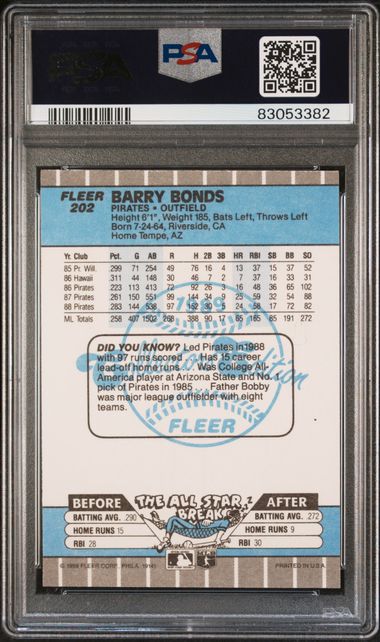 PSA
PSA
83053382
FLEER 202
BARRY BONDS
PIRATES • OUTFIELD
Height 6'1", Weight 185, Bats Left, Throws Left
Born 7-24-64, Riverside, CA
Home Tempe, AZ
Yr. Club Pct. G AB R H 2B 3B HR RBI SB BB SO
85 Pr. Will. .299 71 254 49 76 16 4 13 37 15 37 52
86 Hawaii .311 44 148 30 46 7 2 7 37 16 33 31
86 Pirates .223 113 413 72 92 26 3 16 48 36 65 102
87 Pirates .261 150 551 99 144 34 9 25 59 32 54 88
88 Pirates .283 144 538 97 152 30 5 24 58 17 72 82
ML Totals .258 407 1502 268 388 90 17 65 165 85 191 272
1989
Commemorative Edition
FLEER
DID YOU KNOW? Led Pirates in 1988
with 97 runs scored . . . Has 15 career
lead-off home runs . . . Was College All-
America player at Arizona State and No. 1
pick of Pirates in 1985 . . . Father Bobby
was major league outfielder with eight
teams.
BEFORE THE ALL STAR BREAK AFTER
BATTING AVG. .290
HOME RUNS 15
RBI 28
BATTING AVG. .272
HOME RUNS 9
RBI 30
© 1989 FLEER CORP., PHILA. 19141
PRINTED IN U.S.A.